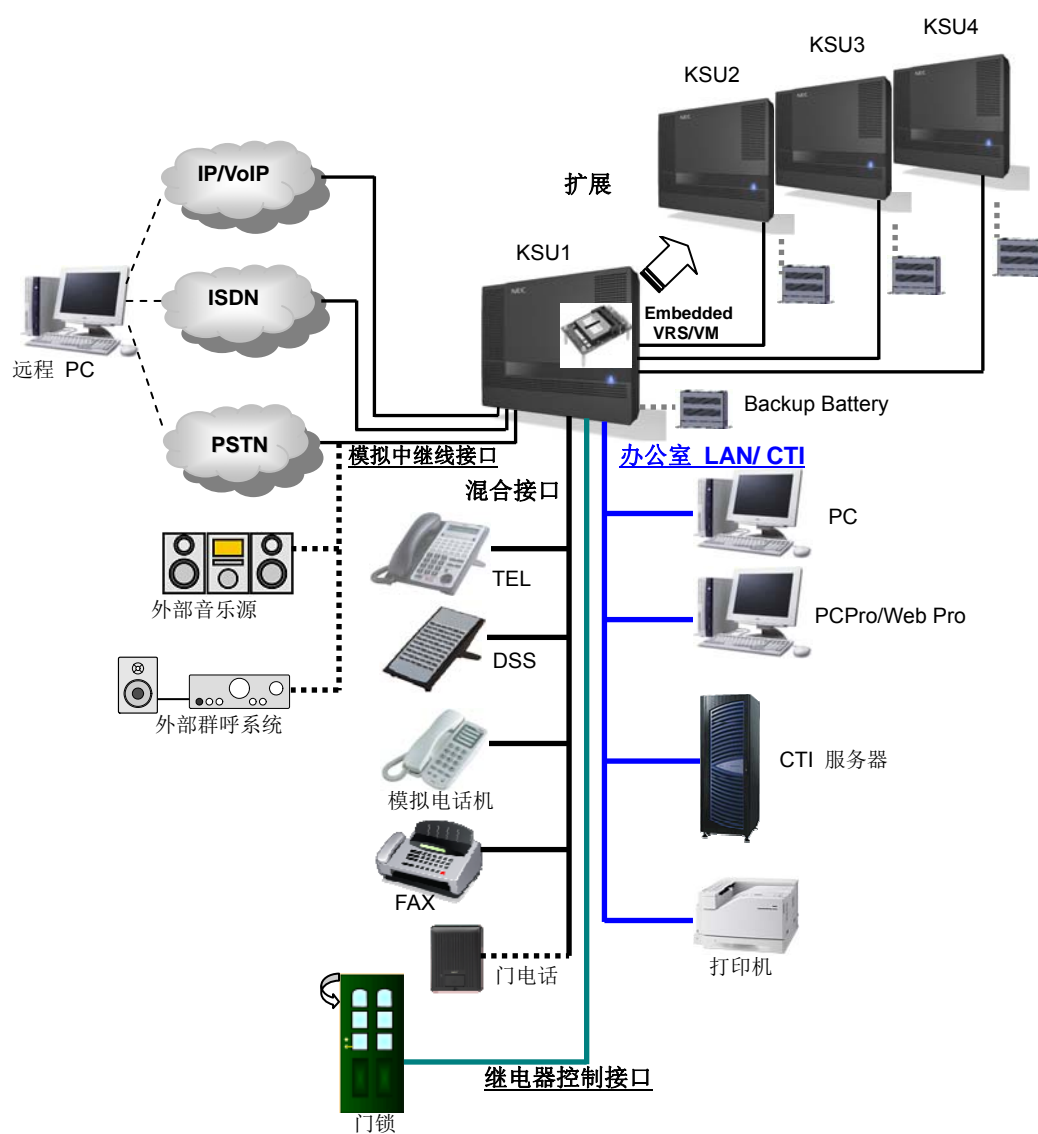 KSU4
KSU3
KSU2
NEC
NEC
NEC
IP/VoIP
扩展
KSU1
NEC
ISDN
Embedded
VRS/VM
远程 PC
Backup Battery
PSTN
模拟中继线接口
办公室 LAN/ CTI
混合接口
PC
TEL
外部音乐源
PCPro/Web Pro
DSS
外部群呼系统
CTI 服务器
模拟电话机
FAX
打印机
门电话
继电器控制接口
门锁